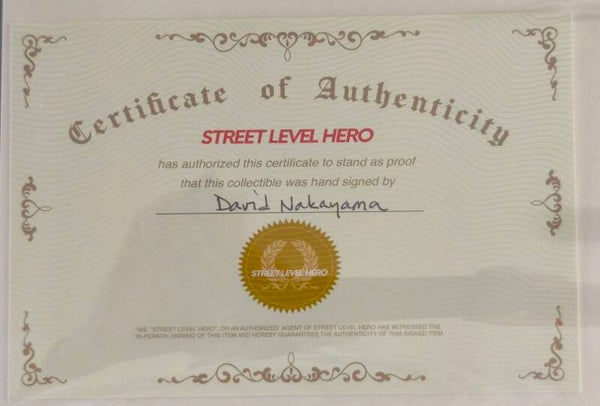 Certificate of Authenticity
STREET LEVEL HERO
has authorized this certificate to stand as proof
that this collectible was hand signed by
David Nakayama
STREET LEVEL HERO
"WE, "STREET LEVEL HERO", OR AN AUTHORIZED AGENT OF STREET LEVEL HERO HAS WITNESSED THE
IN-PERSON SIGNING OF THIS ITEM AND HEREBY GUARANTEES THE AUTHENTICITY OF THIS SIGNED ITEM.